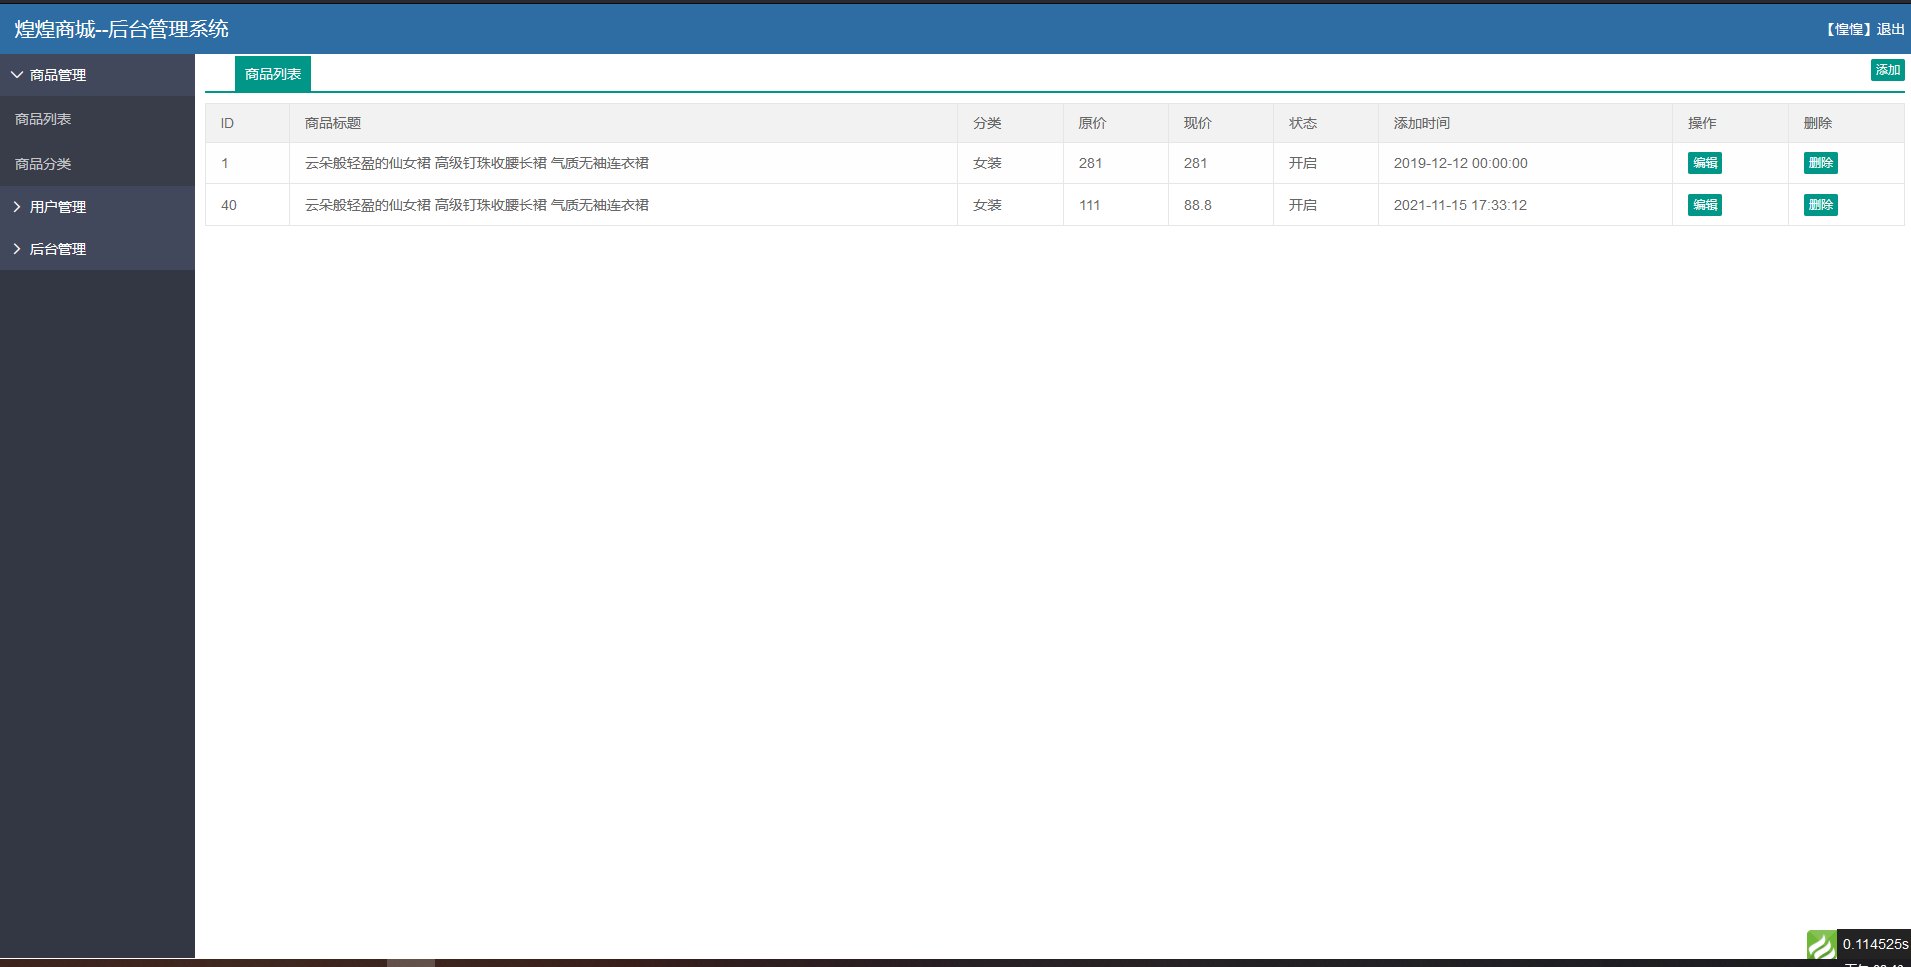 煌煌商城--后台管理系统
【惶惶】退出
商品管理
商品列表
商品分类
用户管理
后台管理
商品列表
添加
ID 商品标题 分类 原价 现价 状态 添加时间 操作 删除
1 云朵般轻盈的仙女裙 高级钉珠收腰长裙 气质无袖连衣裙 女装 281 281 开启 2019-12-12 00:00:00 编辑 删除
40 云朵般轻盈的仙女裙 高级钉珠收腰长裙 气质无袖连衣裙 女装 111 88.8 开启 2021-11-15 17:33:12 编辑 删除
0.114525s